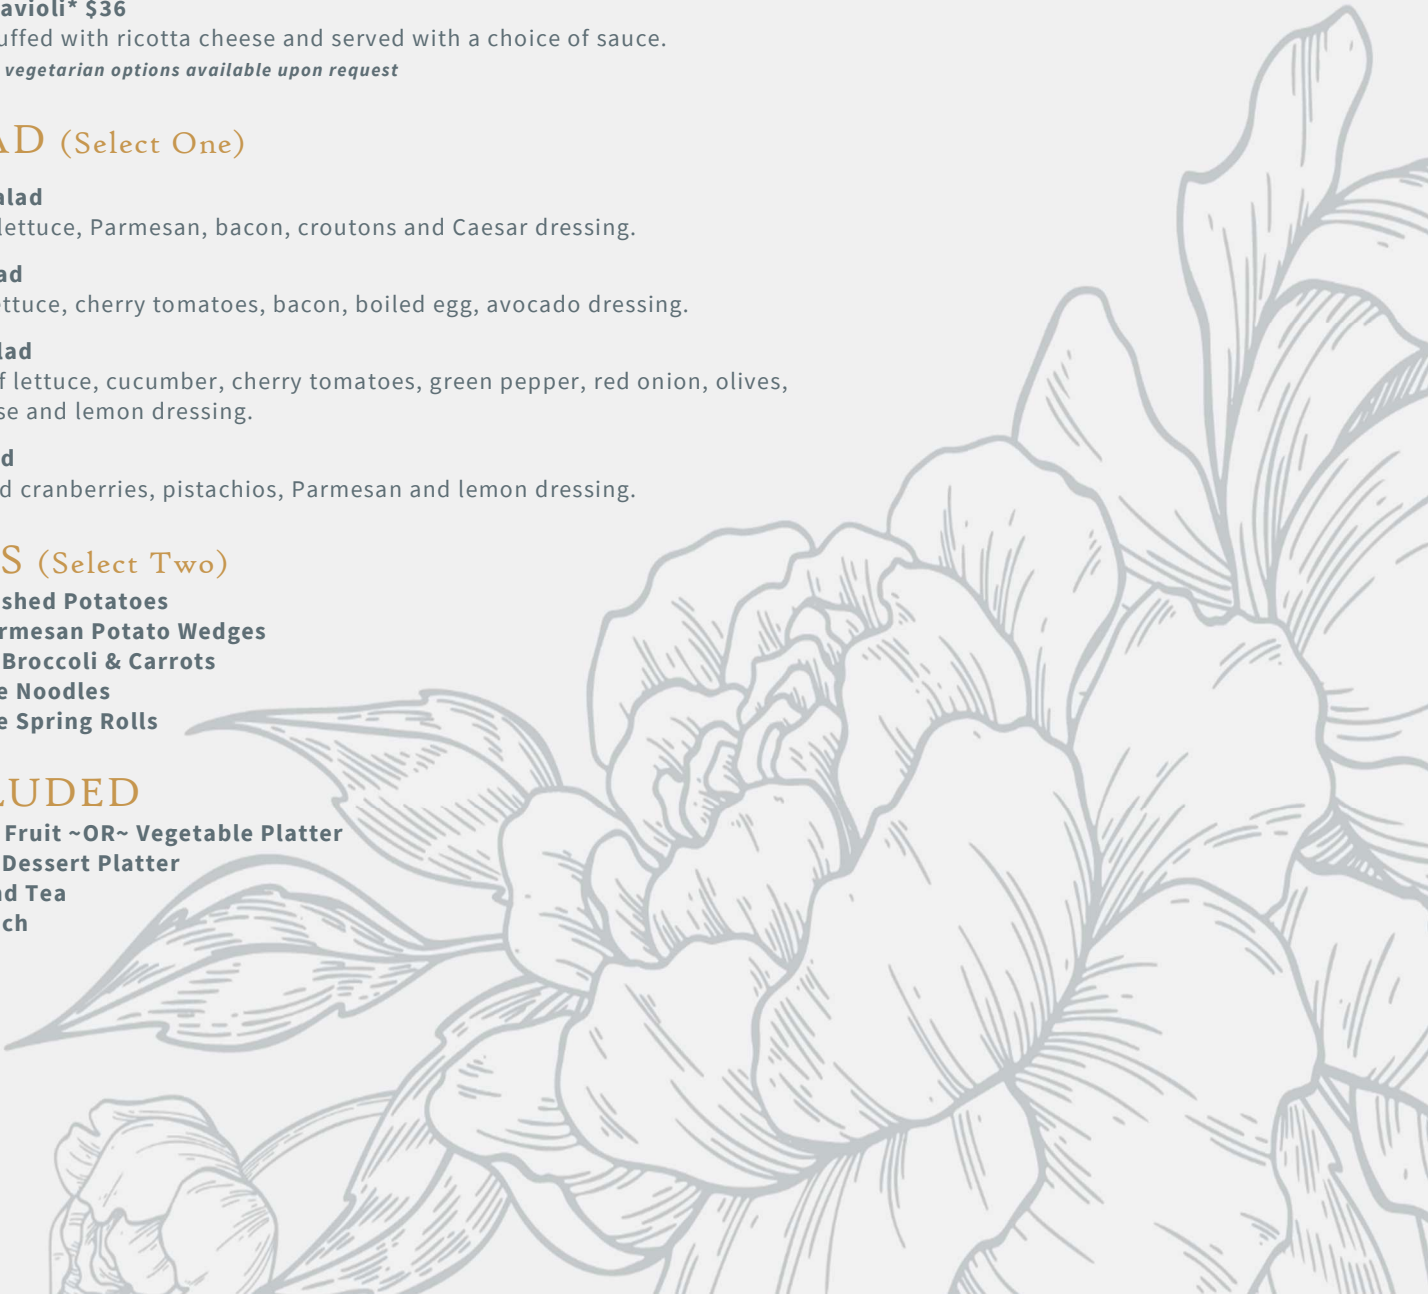 avioli* $36
uffed with ricotta cheese and served with a choice of sauce.
vegetarian options available upon request
AD (Select One)
alad
lettuce, Parmesan, bacon, croutons and Caesar dressing.
ad
ettuce, cherry tomatoes, bacon, boiled egg, avocado dressing.
lad
f lettuce, cucumber, cherry tomatoes, green pepper, red onion, olives,
se and lemon dressing.
d
d cranberries, pistachios, Parmesan and lemon dressing.
S (Select Two)
shed Potatoes
rmesan Potato Wedges
Broccoli & Carrots
e Noodles
e Spring Rolls
LUDED
Fruit ~OR~ Vegetable Platter
Dessert Platter
nd Tea
ch